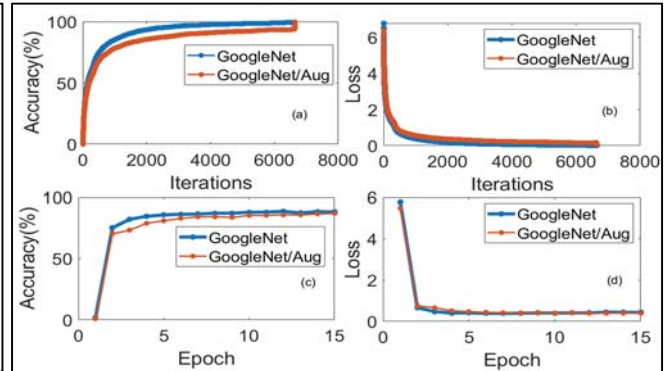 Accuracy(%)
100
50
0
GoogleNet
GoogleNet/Aug
(a)
0 2000 4000 6000 8000
Iterations
Loss
6
4
2
0
GoogleNet
GoogleNet/Aug
(b)
0 2000 4000 6000 8000
Iterations
Accuracy(%)
100
50
0
GoogleNet
GoogleNet/Aug
(c)
0 5 10 15
Epoch
Loss
6
4
2
0
GoogleNet
GoogleNet/Aug
(d)
0 5 10 15
Epoch